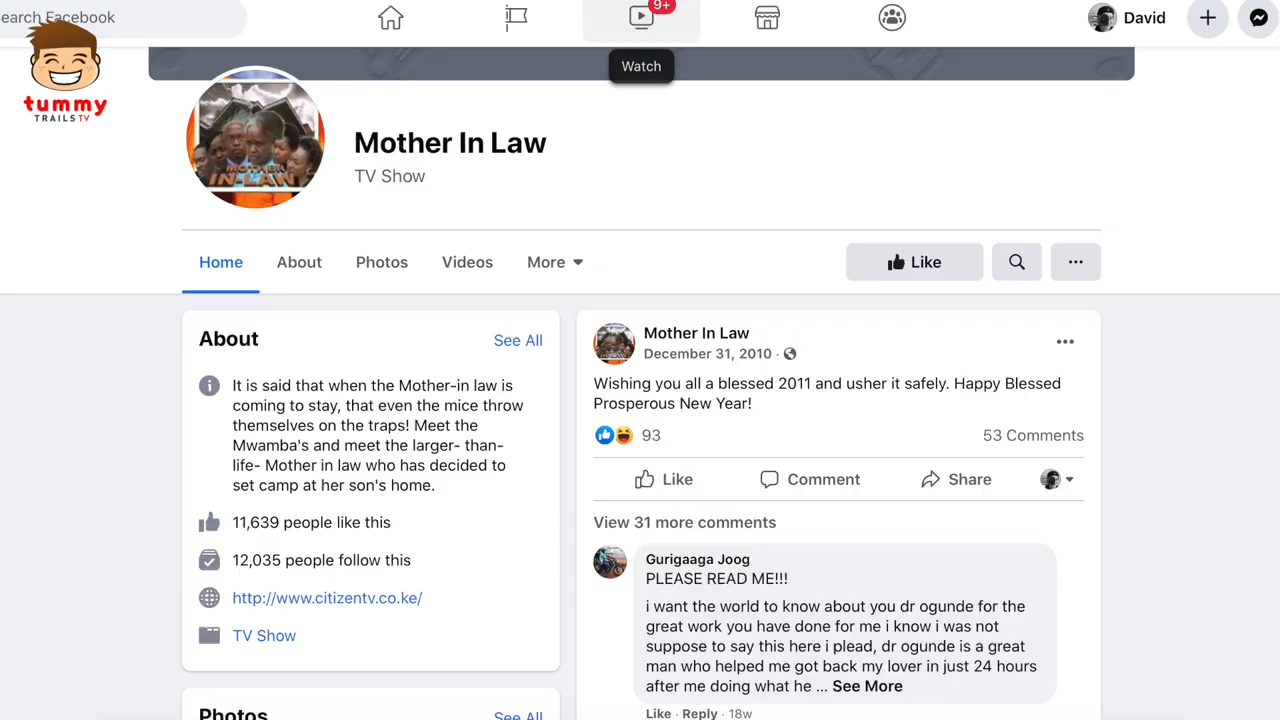 earch Facebook
9+
David
Watch
tummy
TRAILS TV
MOTHER
IN-LAW
Mother In Law
TV Show
Home
About
Photos
Videos
More
Like
About
See All
It is said that when the Mother-in law is
coming to stay, that even the mice throw
themselves on the traps! Meet the
Mwamba's and meet the larger- than-
life- Mother in law who has decided to
set camp at her son's home.
11,639 people like this
12,035 people follow this
http://www.citizentv.co.ke/
TV Show
Photos
See All
Mother In Law
December 31, 2010 ·
Wishing you all a blessed 2011 and usher it safely. Happy Blessed
Prosperous New Year!
93
53 Comments
Like
Comment
Share
View 31 more comments
Gurigaaga Joog
PLEASE READ ME!!!
i want the world to know about you dr ogunde for the
great work you have done for me i know i was not
suppose to say this here i plead, dr ogunde is a great
man who helped me got back my lover in just 24 hours
after me doing what he ... See More
Like · Reply · 18w